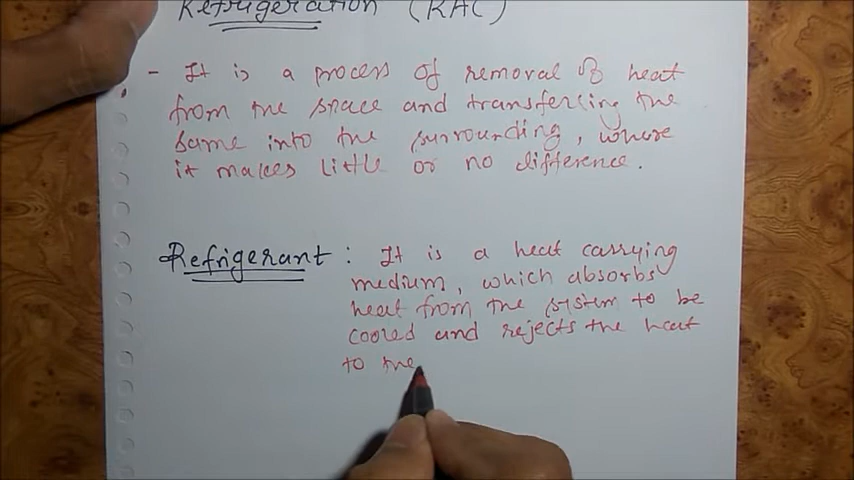 Refrigeration (RAC)
- It is a process of removal of heat
from the space and transferring the
same into the surrounding, where
it makes little or no difference.
Refrigerant : It is a heat carrying
medium, which absorbs
heat from the system to be
cooled and rejects the heat
to the